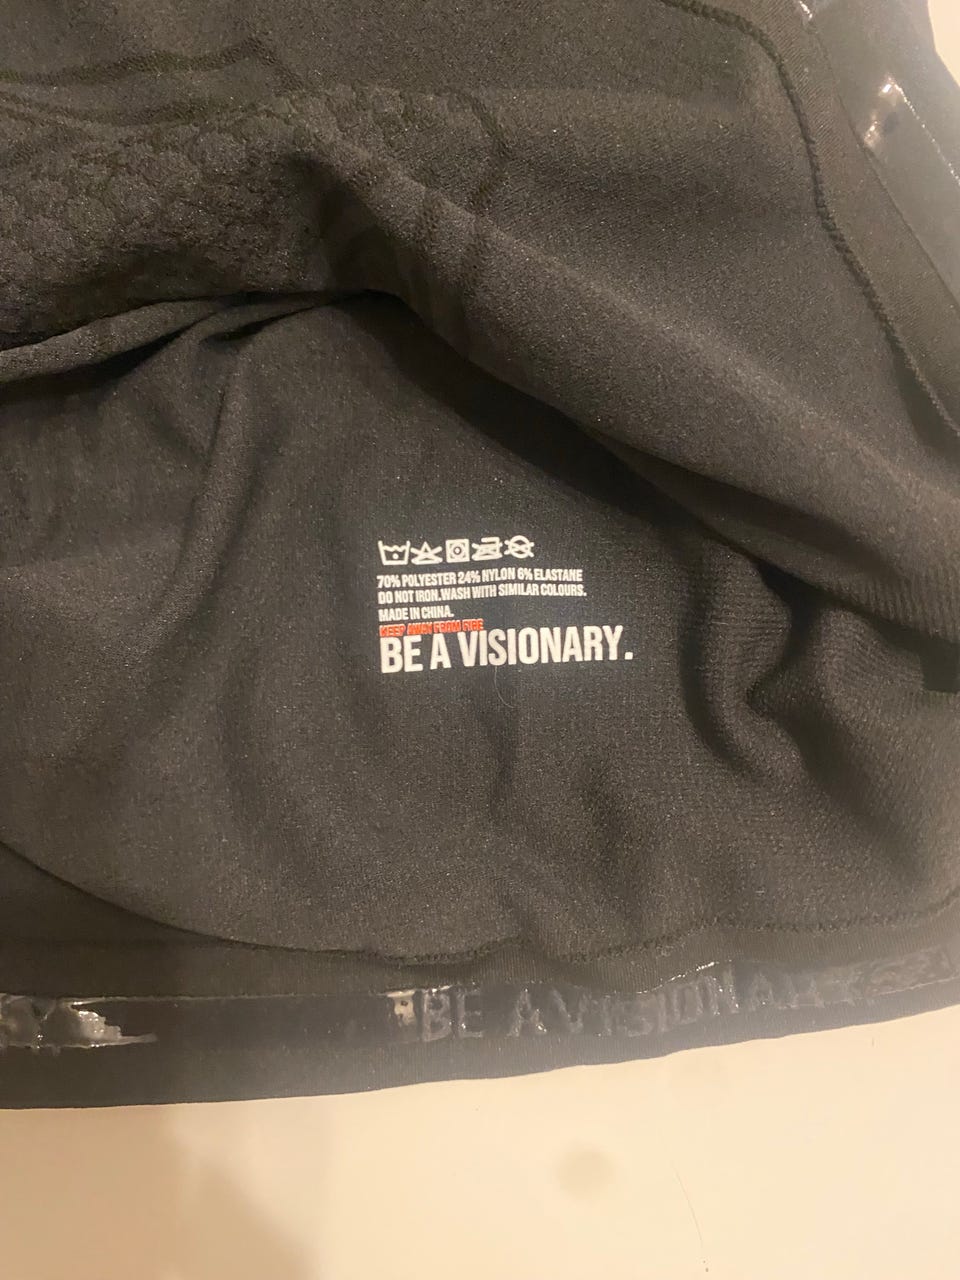 70% POLYESTER 24% NYLON 6% ELASTANE
DO NOT IRON.WASH WITH SIMILAR COLOURS.
MADE IN CHINA.
KEEP AWAY FROM FIRE
BE A VISIONARY.
BE A VISIONARY